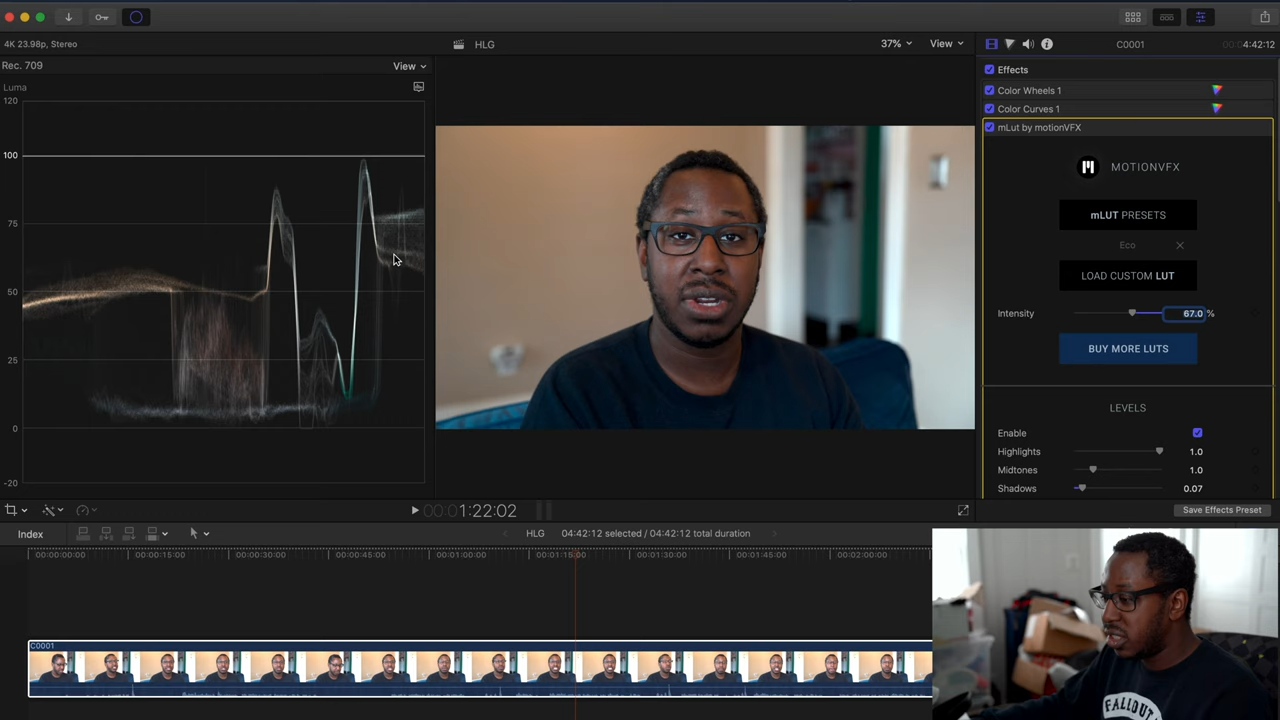 4K 23.98p, Stereo
HLG
37%
View
C0001
00:04:42:12
Rec. 709
View
Luma
120
100
75
50
25
0
-20
Effects
Color Wheels 1
Color Curves 1
mLut by motionVFX
MOTIONVFX
mLUT PRESETS
Eco
LOAD CUSTOM LUT
Intensity
67.0 %
BUY MORE LUTS
LEVELS
Enable
Highlights 1.0
Midtones 1.0
Shadows 0.07
00:01:22:02
Save Effects Preset
Index
HLG
04:42:12 selected / 04:42:12 total duration
00:00:00:00
00:00:15:00
00:00:30:00
00:00:45:00
00:01:00:00
00:01:15:00
00:01:30:00
00:01:45:00
00:02:00:00
C0001
FALLOUT